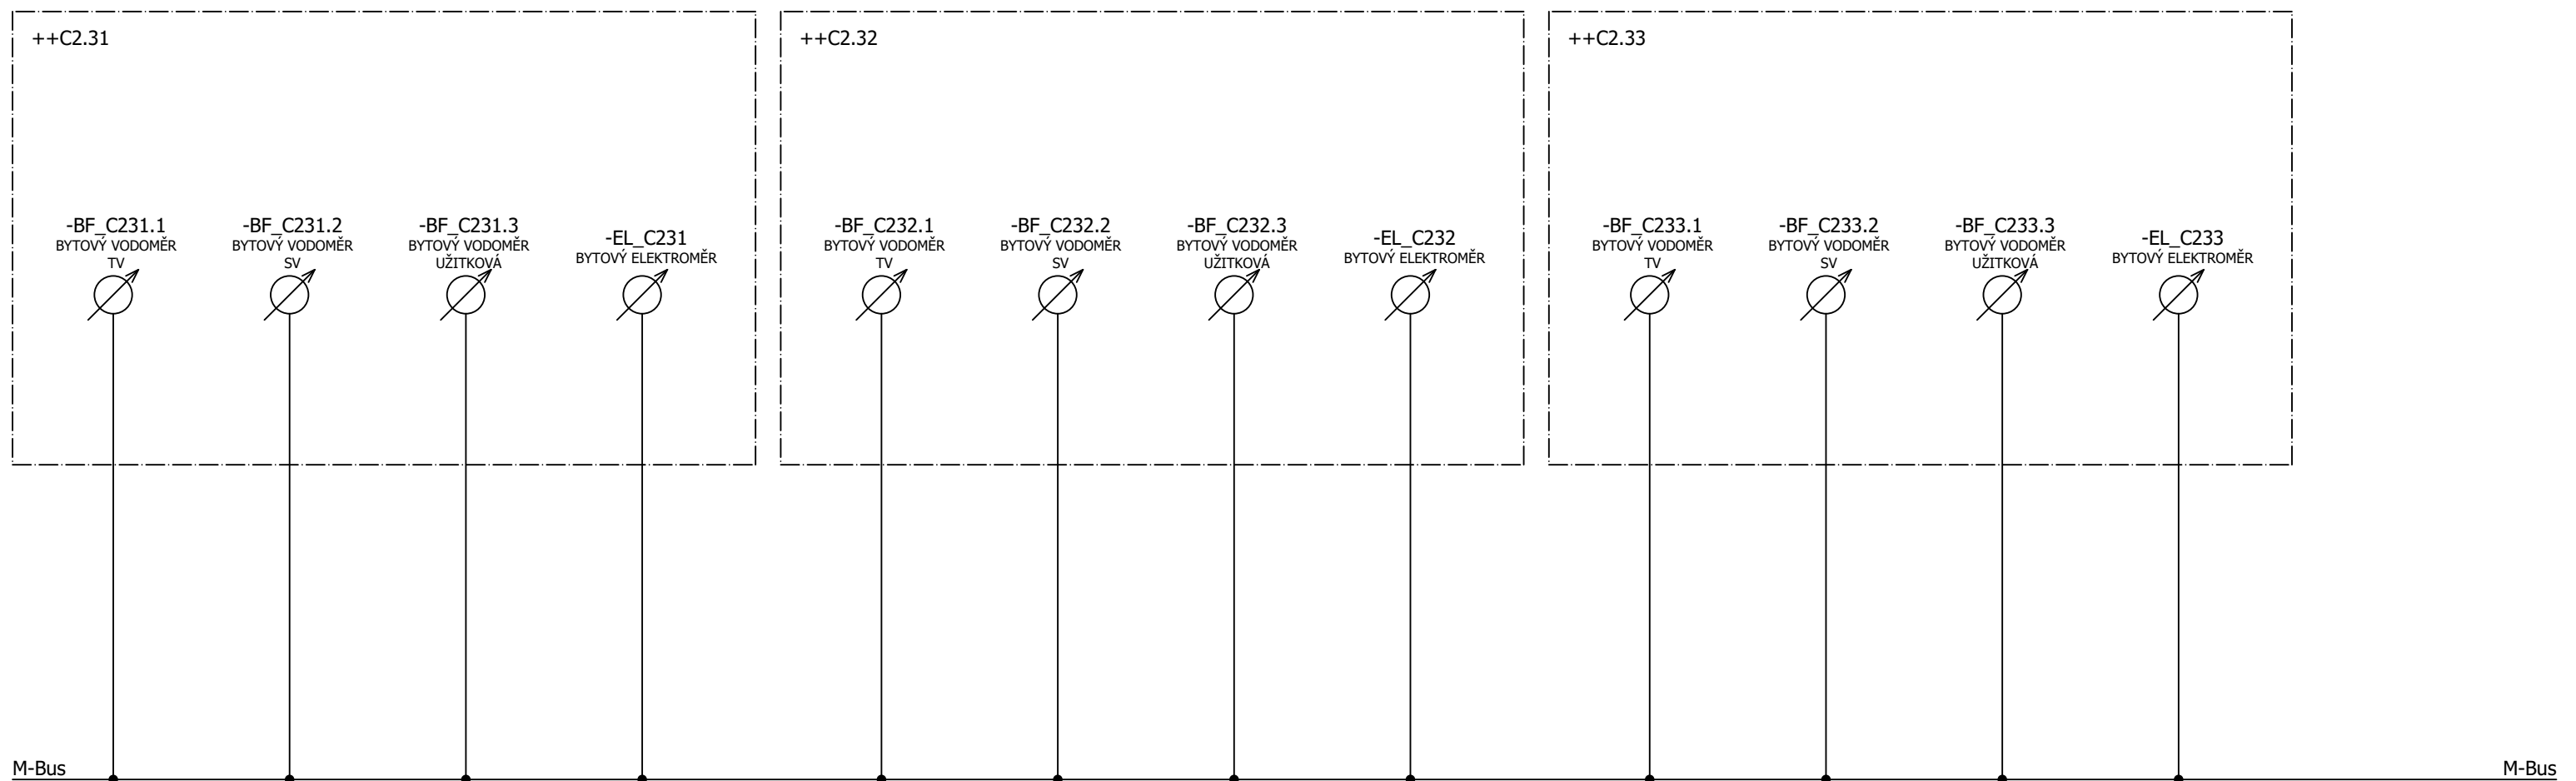 ++C2.31
-BF_C231.1
BYTOVÝ VODOMĚR
TV
-BF_C231.2
BYTOVÝ VODOMĚR
SV
-BF_C231.3
BYTOVÝ VODOMĚR
UŽITKOVÁ
-EL_C231
BYTOVÝ ELEKTROMĚR
++C2.32
-BF_C232.1
BYTOVÝ VODOMĚR
TV
-BF_C232.2
BYTOVÝ VODOMĚR
SV
-BF_C232.3
BYTOVÝ VODOMĚR
UŽITKOVÁ
-EL_C232
BYTOVÝ ELEKTROMĚR
++C2.33
-BF_C233.1
BYTOVÝ VODOMĚR
TV
-BF_C233.2
BYTOVÝ VODOMĚR
SV
-BF_C233.3
BYTOVÝ VODOMĚR
UŽITKOVÁ
-EL_C233
BYTOVÝ ELEKTROMĚR
M-Bus
M-Bus